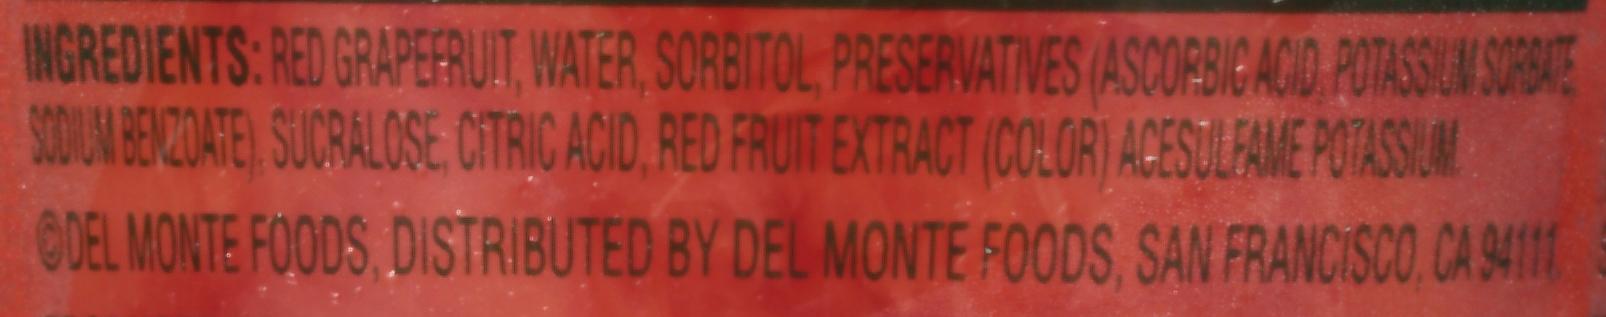 INGREDIENTS: RED GRAPEFRUIT, WATER, SORBITOL, PRESERVATIVES (ASCORBIC ACID, POTASSIUM SORBATE,
SODIUM BENZOATE), SUCRALOSE, CITRIC ACID, RED FRUIT EXTRACT (COLOR) ACESULFAME POTASSIUM.
©DEL MONTE FOODS, DISTRIBUTED BY DEL MONTE FOODS, SAN FRANCISCO, CA 94111